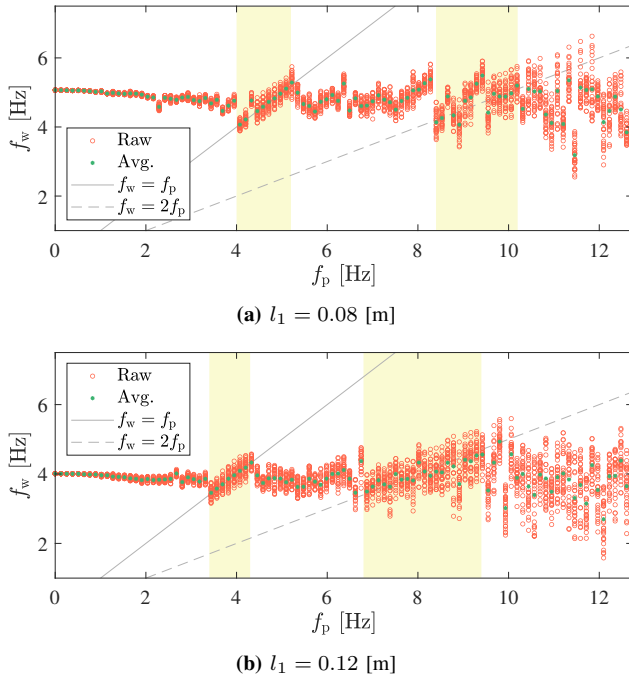 6
4
2
f_w [Hz]
Raw
Avg.
f_w = f_p
f_w = 2f_p
0 2 4 6 8 10 12
f_p [Hz]
(a) l_1 = 0.08 [m]
6
4
2
f_w [Hz]
Raw
Avg.
f_w = f_p
f_w = 2f_p
0 2 4 6 8 10 12
f_p [Hz]
(b) l_1 = 0.12 [m]